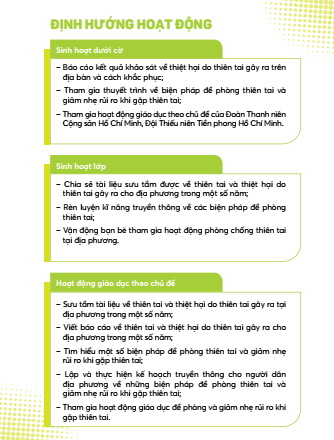 ĐỊNH HƯỚNG HOẠT ĐỘNG
Sinh hoạt dưới cờ
– Báo cáo kết quả khảo sát về thiệt hại do thiên tai gây ra trên
địa bàn và cách khắc phục;
– Tham gia thuyết trình về biện pháp đề phòng thiên tai và
giảm nhẹ rủi ro khi gặp thiên tai;
– Tham gia hoạt động giáo dục theo chủ đề của Đoàn Thanh niên
Cộng sản Hồ Chí Minh, Đội Thiếu niên Tiền phong Hồ Chí Minh.
Sinh hoạt lớp
– Chia sẻ tài liệu sưu tầm được về thiên tai và thiệt hại do
thiên tai gây ra cho địa phương trong một số năm;
– Rèn luyện kĩ năng truyền thông về các biện pháp đề phòng
thiên tai;
– Vận động bạn bè tham gia hoạt động phòng chống thiên tai
tại địa phương.
Hoạt động giáo dục theo chủ đề
– Sưu tầm tài liệu về thiên tai và thiệt hại do thiên tai gây ra tại
địa phương trong một số năm;
– Viết báo cáo về thiên tai và thiệt hại do thiên tai gây ra cho
địa phương trong một số năm;
– Tìm hiểu một số biện pháp đề phòng thiên tai và giảm nhẹ
rủi ro khi gặp thiên tai;
– Lập và thực hiện kế hoạch truyền thông cho người dân
địa phương về những biện pháp đề phòng thiên tai và
giảm nhẹ rủi ro khi gặp thiên tai;
– Tham gia hoạt động giáo dục đề phòng và giảm nhẹ rủi ro khi
gặp thiên tai.